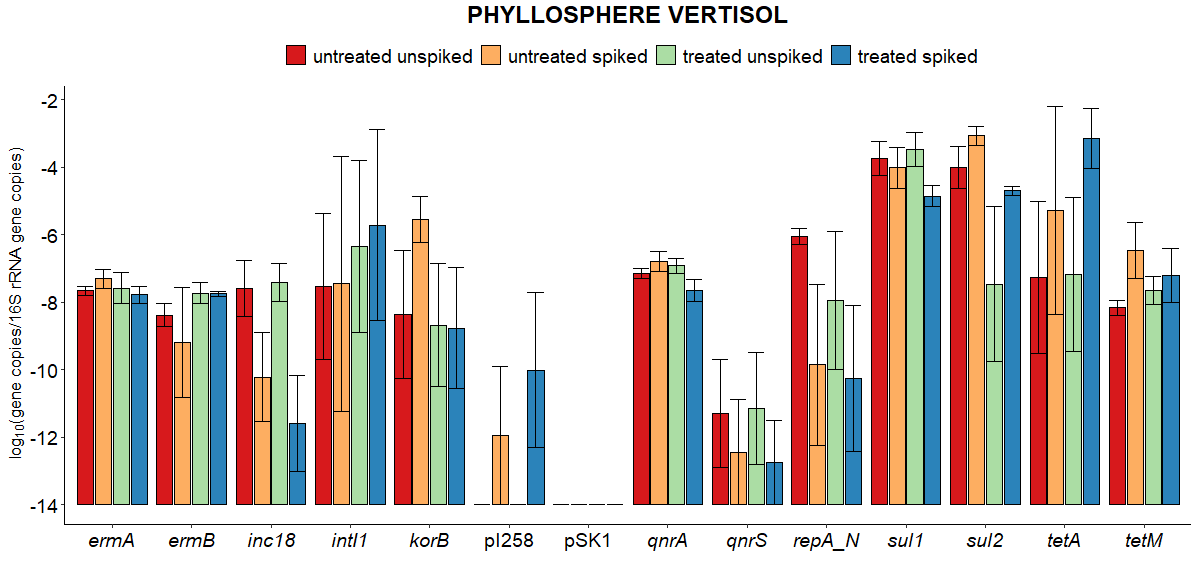 PHYLLOSPHERE VERTISOL
untreated unspiked untreated spiked treated unspiked treated spiked
log10(gene copies/16S rRNA gene copies)
-2
-4
-6
-8
-10
-12
-14
ermA ermB inc18 intI1 korB pI258 pSK1 qnrA qnrS repA_N sul1 sul2 tetA tetM